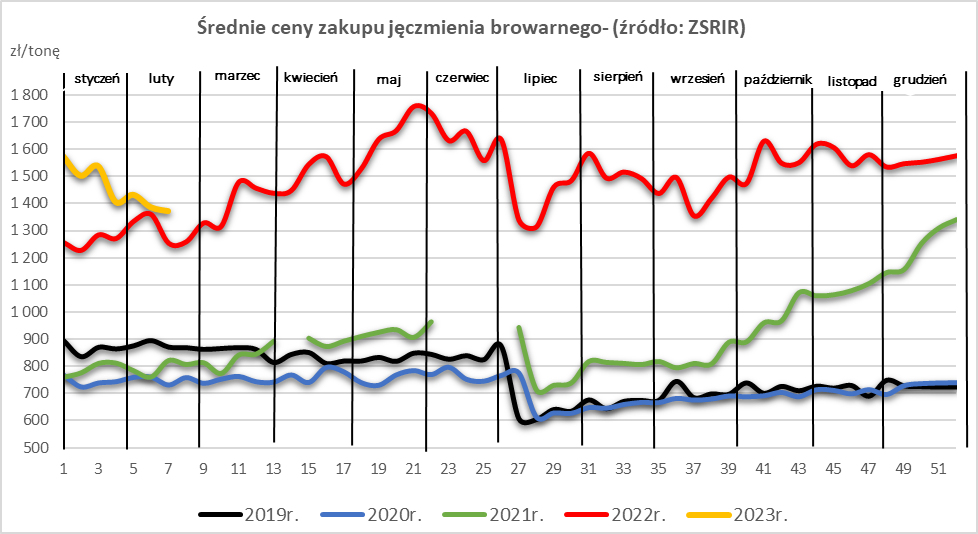 Średnie ceny zakupu jęczmienia browarnego- (źródło: ZSRIR)
zł/tonę
styczeń luty marzec kwiecień maj czerwiec lipiec sierpień wrzesień październik listopad grudzień
1 800
1 700
1 600
1 500
1 400
1 300
1 200
1 100
1 000
900
800
700
600
500
1 3 5 7 9 11 13 15 17 19 21 23 25 27 29 31 33 35 37 39 41 43 45 47 49 51
2019r. 2020r. 2021r. 2022r. 2023r.